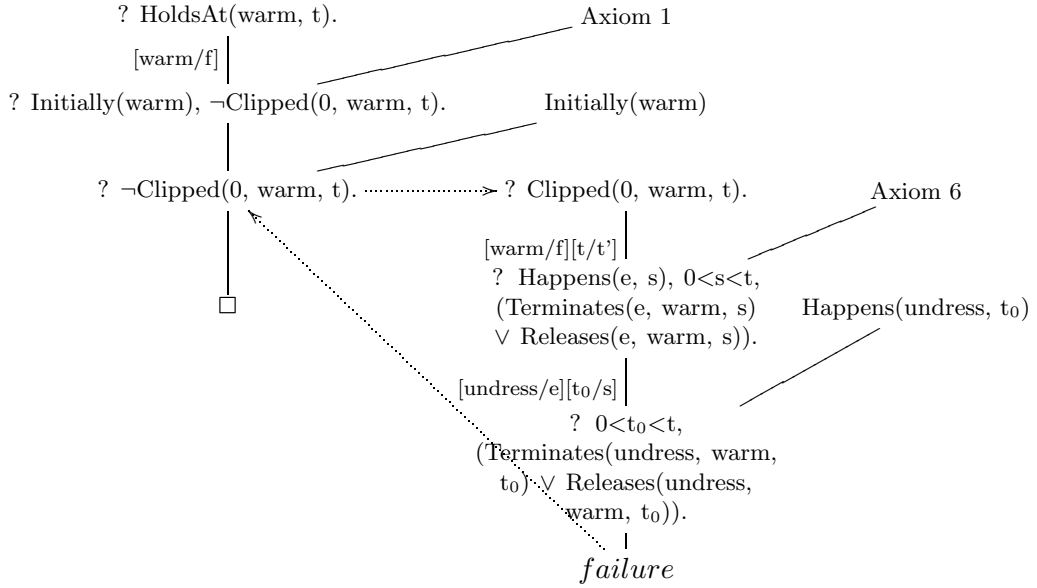 ? HoldsAt(warm, t).
Axiom 1
[warm/f]
? Initially(warm), ¬Clipped(0, warm, t).
Initially(warm)
? ¬Clipped(0, warm, t).
? Clipped(0, warm, t).
Axiom 6
[warm/f][t/t']
? Happens(e, s), 0<s<t,
(Terminates(e, warm, s)
∨ Releases(e, warm, s)).
Happens(undress, t₀)
[undress/e][t₀/s]
? 0<t₀<t,
(Terminates(undress, warm,
t₀) ∨ Releases(undress,
warm, t₀)).
failure